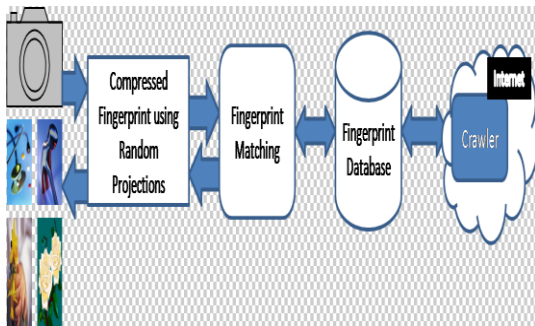 Compressed
Fingerprint using
Random
Projections
Fingerprint
Matching
Fingerprint
Database
Internet
Crawler